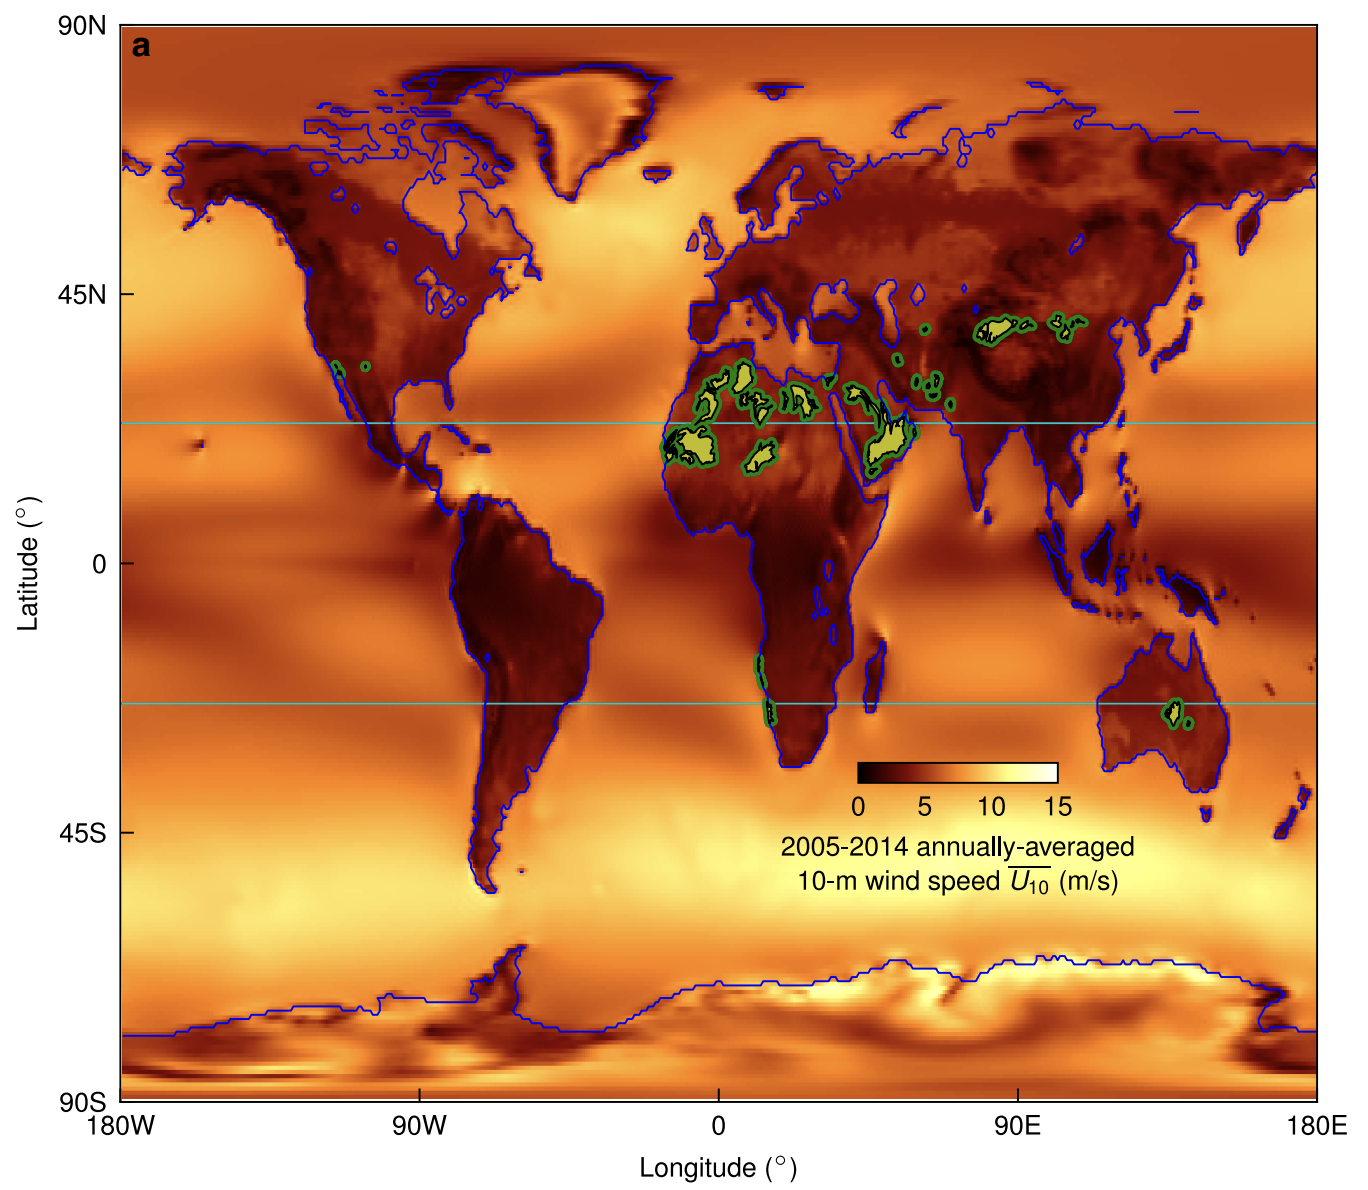 a
90N
45N
0
45S
90S
Latitude (°)
180W 90W 0 90E 180E
Longitude (°)
0 5 10 15
2005-2014 annually-averaged
10-m wind speed U̅₁₀ (m/s)